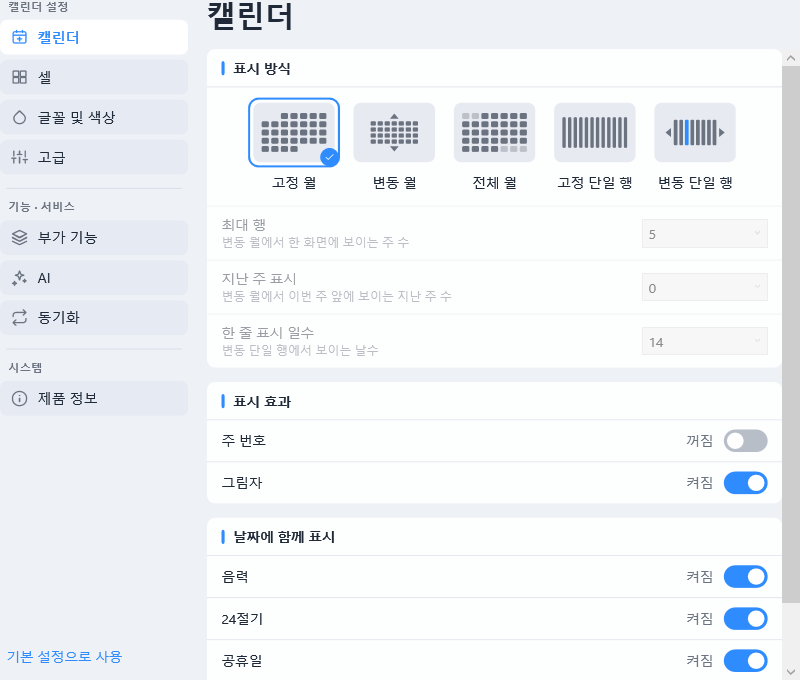 캘린더 설정
캘린더
셀
글꼴 및 색상
고급
기능 · 서비스
부가 기능
AI
동기화
시스템
제품 정보
기본 설정으로 사용
캘린더
표시 방식
고정 월
변동 월
전체 월
고정 단일 행
변동 단일 행
최대 행
변동 월에서 한 화면에 보이는 주 수
5
지난 주 표시
변동 월에서 이번 주 앞에 보이는 지난 주 수
0
한 줄 표시 일수
변동 단일 행에서 보이는 날수
14
표시 효과
주 번호
꺼짐
그림자
켜짐
날짜에 함께 표시
음력
켜짐
24절기
켜짐
공휴일
켜짐